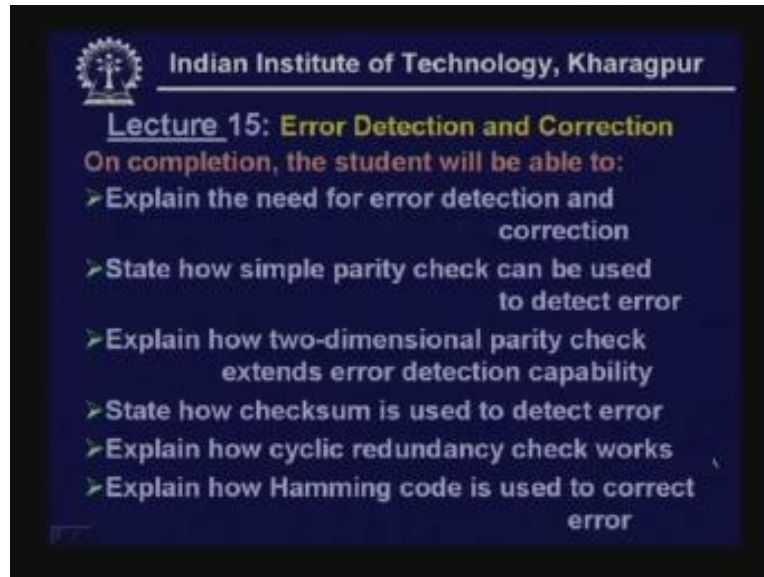 Indian Institute of Technology, Kharagpur
Lecture 15: Error Detection and Correction
On completion, the student will be able to:
➢Explain the need for error detection and
correction
➢State how simple parity check can be used
to detect error
➢Explain how two-dimensional parity check
extends error detection capability
➢State how checksum is used to detect error
➢Explain how cyclic redundancy check works
➢Explain how Hamming code is used to correct
error